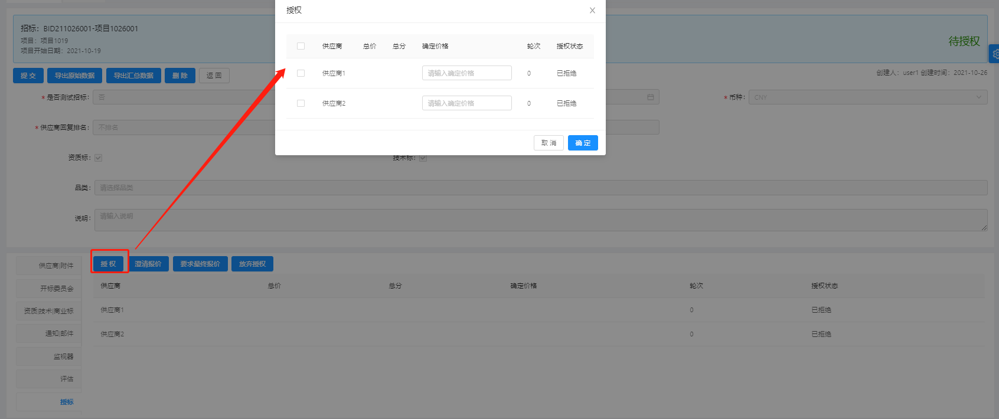 授权
供应商 总价 总分 确定价格 轮次 授权状态
供应商1 请输入确定价格 0 已拒绝
供应商2 请输入确定价格 0 已拒绝
取 消 确 定
招标：BID211026001-项目1026001
项目：项目1019
项目开始日期：2021-10-19
待授权
提 交 导出原始数据 导出汇总数据 删 除 返 回
创建人：user1 创建时间：2021-10-26
* 是否测试招标： 否
* 币种： CNY
* 供应商回复排名： 不排名
资质标： 技术标：
品类： 请选择品类
说明： 请输入说明
供应商|附件
开标委员会
资质|技术|商业标
通知|邮件
监视器
评估
授标
授 权 澄清报价 要求最终报价 放弃授权
供应商 总价 总分 确定价格 轮次 授权状态
供应商1 0 已拒绝
供应商2 0 已拒绝